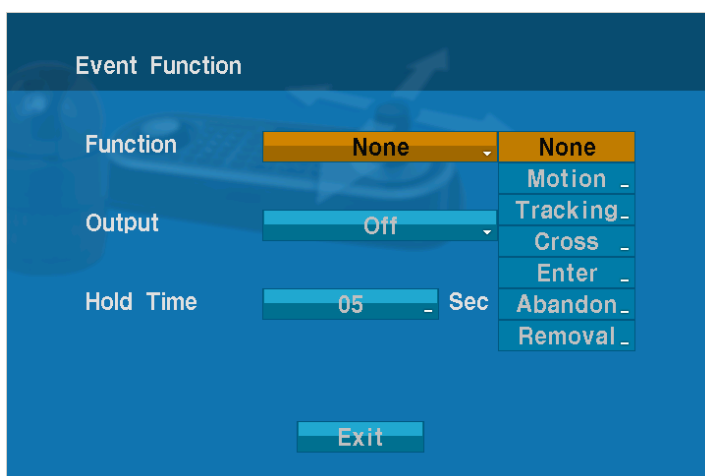 Event Function
Function None None
Motion
Tracking
Output Off
Cross
Enter
Hold Time 05 Sec Abandon
Removal
Exit